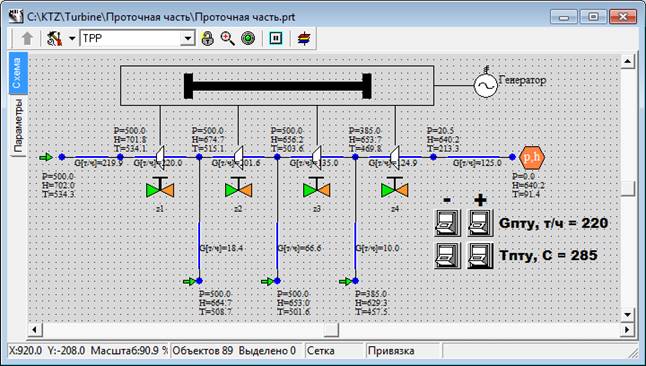 C:\KTZ\Turbine\Проточная часть\Проточная часть.prt
TPP
Схема
Параметры
Генератор
P=500.0
H=701.8
T=534.1
P=500.0
H=674.7
T=515.1
P=500.0
H=656.2
T=503.6
P=385.0
H=653.7
T=469.8
P=20.5
H=640.2
T=213.3
G[т/ч]=219.9
G[т/ч]=220.0
G[т/ч]=201.6
G[т/ч]=135.0
G[т/ч]=124.9
G[т/ч]=125.0
p,h
P=500.0
H=702.0
T=534.3
P=0.0
H=640.2
T=91.4
z1
z2
z3
z4
- +
Gпту, т/ч = 220
Tпту, C = 285
G[т/ч]=18.4
G[т/ч]=66.6
G[т/ч]=10.0
P=500.0
H=664.7
T=508.7
P=500.0
H=653.0
T=501.6
P=385.0
H=629.3
T=457.5
X:920.0 Y:-208.0 Масштаб:90.9 %
Объектов 89 Выделено 0
Сетка
Привязка